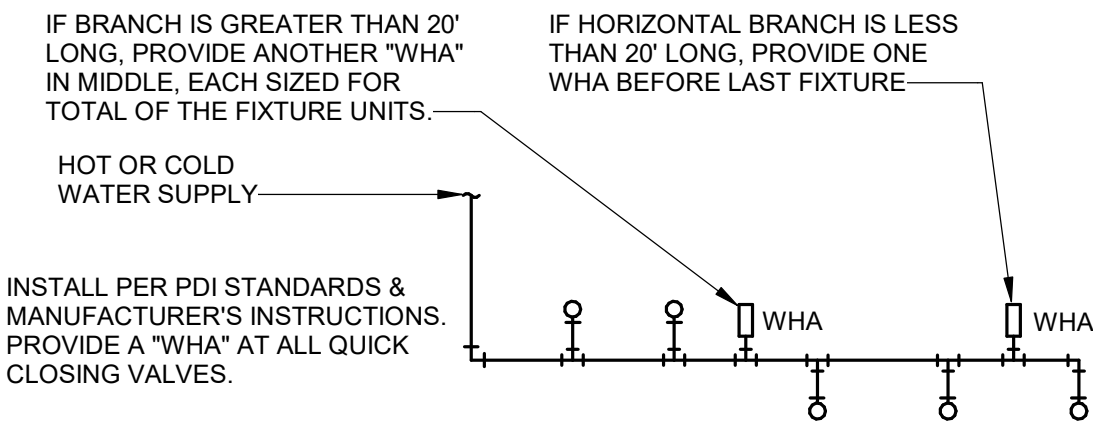 IF BRANCH IS GREATER THAN 20'
LONG, PROVIDE ANOTHER "WHA"
IN MIDDLE, EACH SIZED FOR
TOTAL OF THE FIXTURE UNITS.
IF HORIZONTAL BRANCH IS LESS
THAN 20' LONG, PROVIDE ONE
WHA BEFORE LAST FIXTURE
HOT OR COLD
WATER SUPPLY
INSTALL PER PDI STANDARDS &
MANUFACTURER'S INSTRUCTIONS.
PROVIDE A "WHA" AT ALL QUICK
CLOSING VALVES.
WHA
WHA